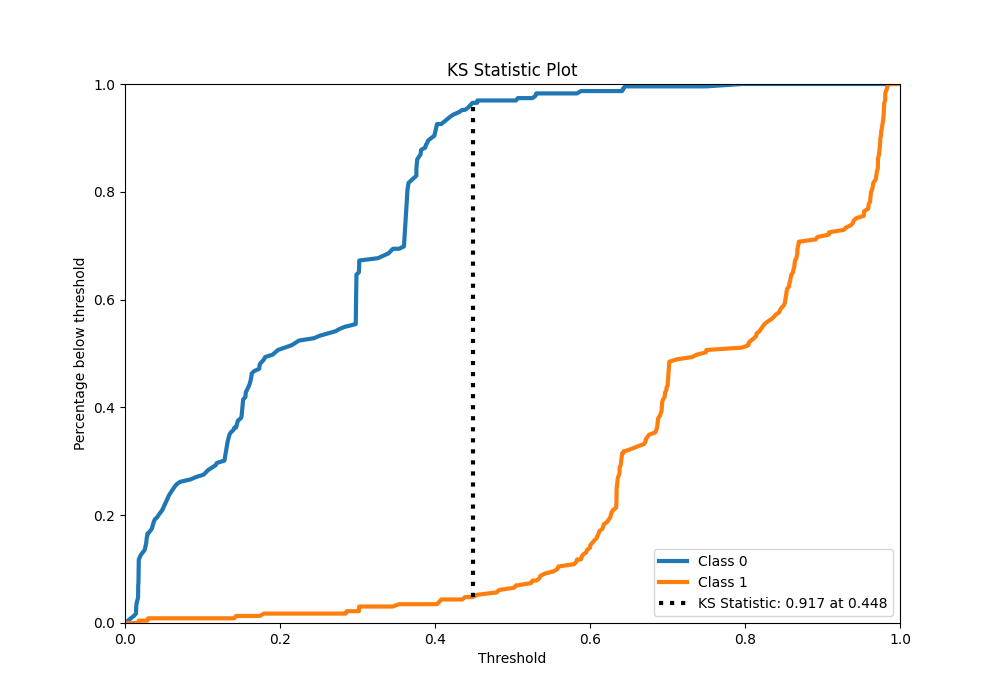 KS Statistic Plot
Percentage below threshold
1.0
0.8
0.6
0.4
0.2
0.0
0.0 0.2 0.4 0.6 0.8 1.0
Threshold
Class 0
Class 1
KS Statistic: 0.917 at 0.448